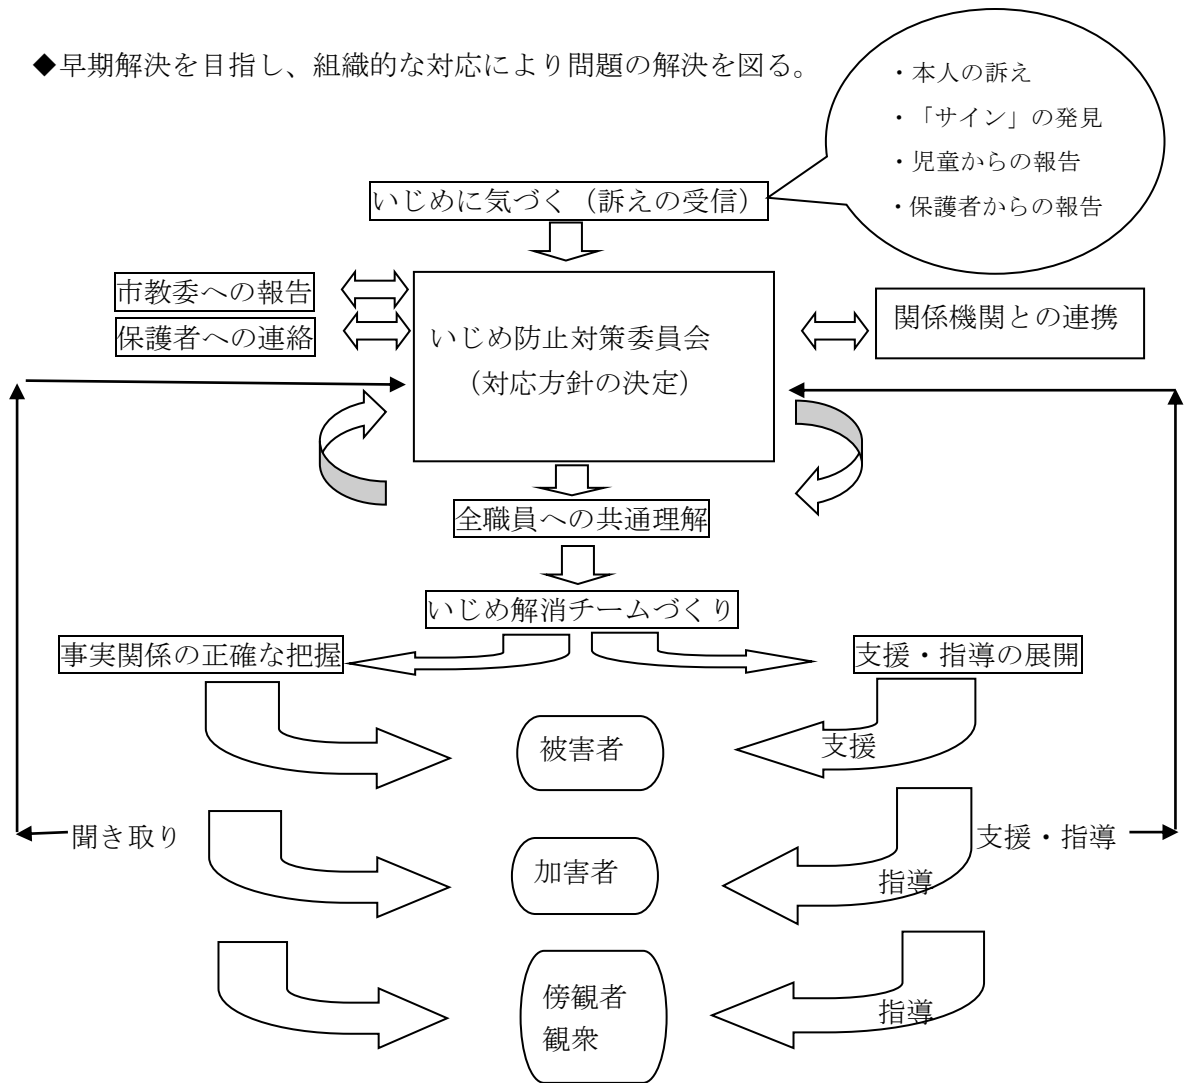 ◆早期解決を目指し、組織的な対応により問題の解決を図る。
・本人の訴え
・「サイン」の発見
・児童からの報告
・保護者からの報告
いじめに気づく（訴えの受信）
市教委への報告
保護者への連絡
いじめ防止対策委員会
（対応方針の決定）
関係機関との連携
全職員への共通理解
いじめ解消チームづくり
事実関係の正確な把握
支援・指導の展開
被害者
支援
聞き取り
加害者
指導
支援・指導
傍観者
観衆
指導